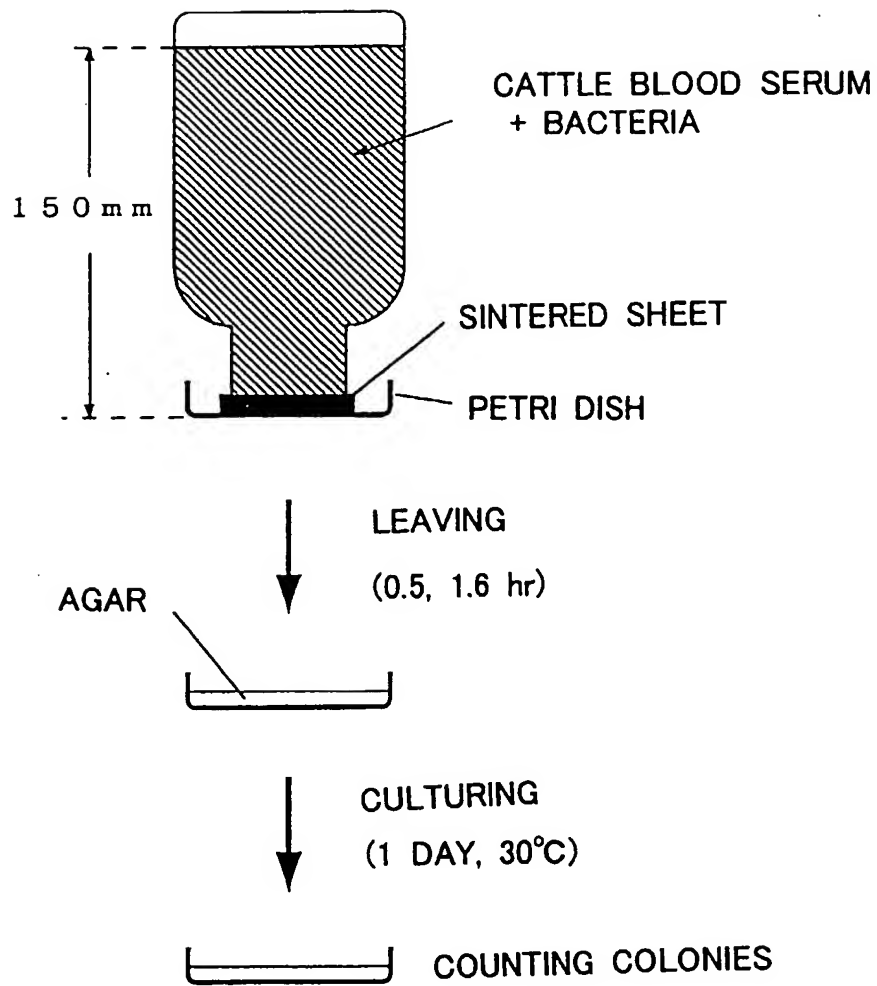 CATTLE BLOOD SERUM
+ BACTERIA
150mm
SINTERED SHEET
PETRI DISH
LEAVING
(0.5, 1.6 hr)
AGAR
CULTURING
(1 DAY, 30°C)
COUNTING COLONIES